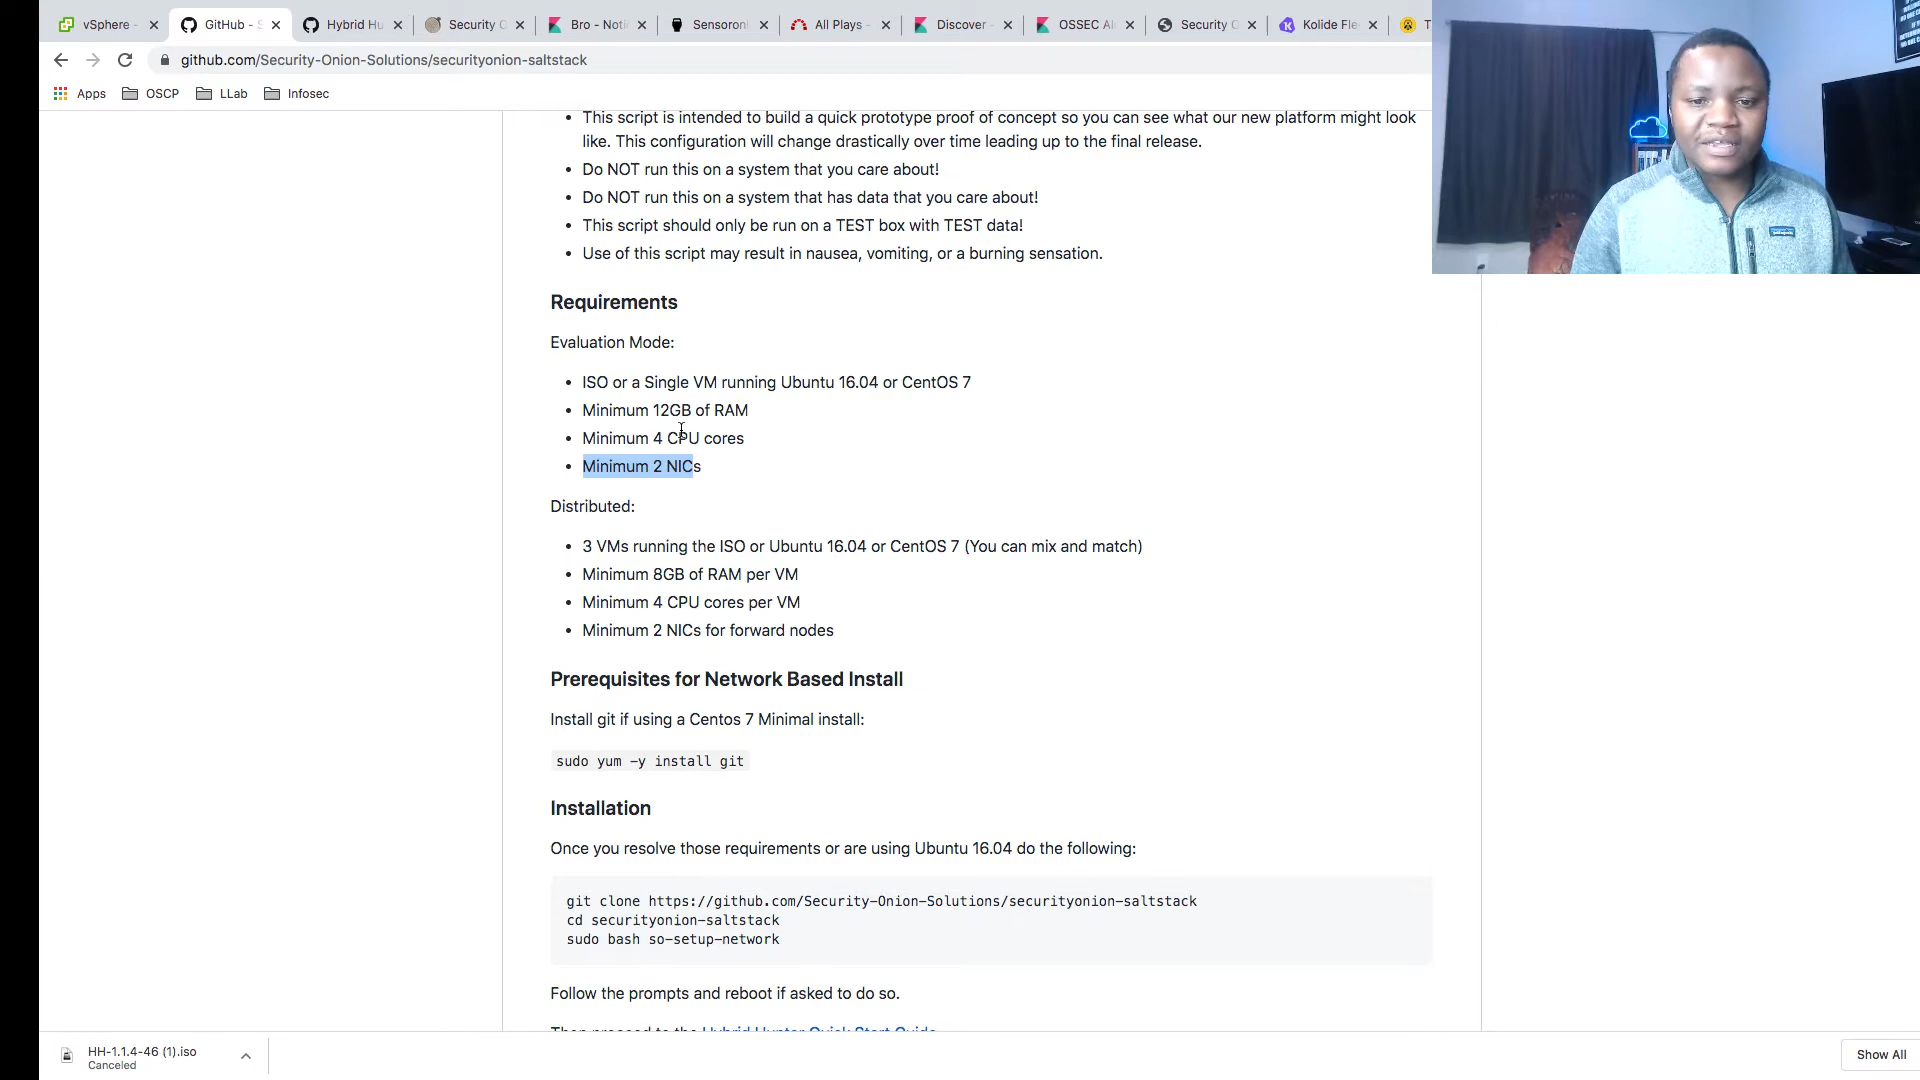 vSphere -
GitHub - S
Hybrid Hu
Security O
Bro - Noti
Sensoroni
All Plays -
Discover -
OSSEC Al
Security O
Kolide Fle
T
github.com/Security-Onion-Solutions/securityonion-saltstack
Apps
OSCP
LLab
Infosec
This script is intended to build a quick prototype proof of concept so you can see what our new platform might look
like. This configuration will change drastically over time leading up to the final release.
Do NOT run this on a system that you care about!
Do NOT run this on a system that has data that you care about!
This script should only be run on a TEST box with TEST data!
Use of this script may result in nausea, vomiting, or a burning sensation.
Requirements
Evaluation Mode:
ISO or a Single VM running Ubuntu 16.04 or CentOS 7
Minimum 12GB of RAM
Minimum 4 CPU cores
Minimum 2 NICs
Distributed:
3 VMs running the ISO or Ubuntu 16.04 or CentOS 7 (You can mix and match)
Minimum 8GB of RAM per VM
Minimum 4 CPU cores per VM
Minimum 2 NICs for forward nodes
Prerequisites for Network Based Install
Install git if using a Centos 7 Minimal install:
sudo yum -y install git
Installation
Once you resolve those requirements or are using Ubuntu 16.04 do the following:
git clone https://github.com/Security-Onion-Solutions/securityonion-saltstack
cd securityonion-saltstack
sudo bash so-setup-network
Follow the prompts and reboot if asked to do so.
Then proceed to the Hybrid Hunter Quick Start Guide
HH-1.1.4-46 (1).iso
Canceled
Show All